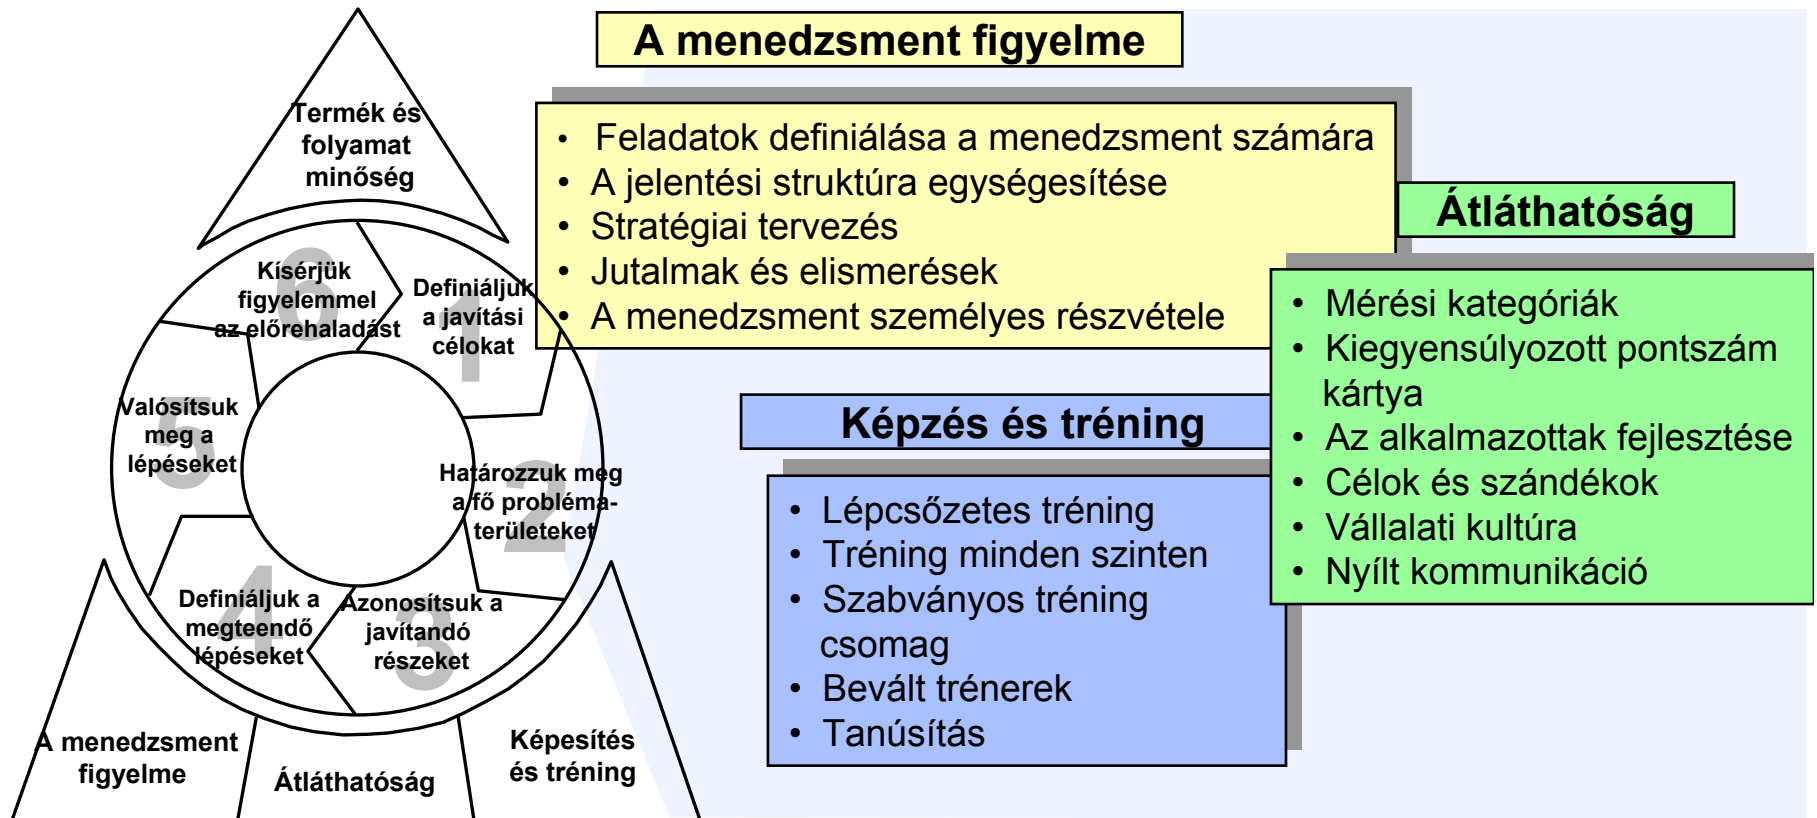 Termék és
folyamat
minőség
6
Kísérjük
figyelemmel
az előrehaladást
1
Definiáljuk
a javítási
célokat
5
Valósítsuk
meg a
lépéseket
2
Határozzuk meg
a fő probléma-
területeket
4
Definiáljuk a
megteendő
lépéseket
3
Azonosítsuk a
javítandó
részeket
A menedzsment
figyelme
Átláthatóság
Képesítés
és tréning
A menedzsment figyelme
• Feladatok definiálása a menedzsment számára
• A jelentési struktúra egységesítése
• Stratégiai tervezés
• Jutalmak és elismerések
• A menedzsment személyes részvétele
Képzés és tréning
• Lépcsőzetes tréning
• Tréning minden szinten
• Szabványos tréning
csomag
• Bevált trénerek
• Tanúsítás
Átláthatóság
• Mérési kategóriák
• Kiegyensúlyozott pontszám
kártya
• Az alkalmazottak fejlesztése
• Célok és szándékok
• Vállalati kultúra
• Nyílt kommunikáció